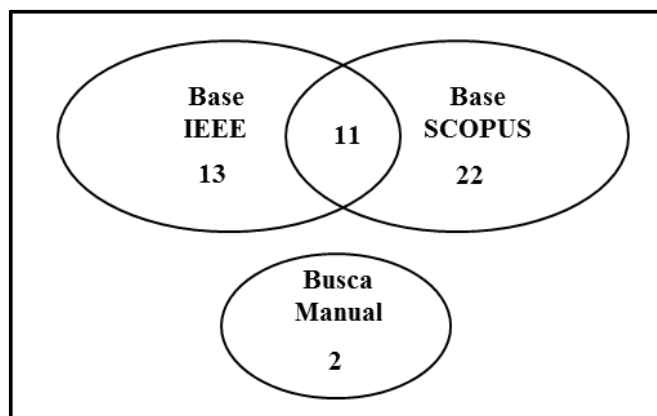 Base
IEEE
13
11
Base
SCOPUS
22
Busca
Manual
2